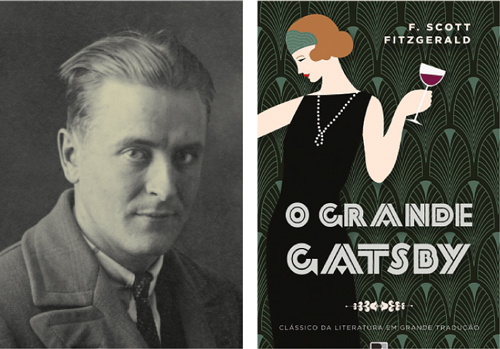 F. SCOTT
FITZGERALD
O GRANDE
GATSBY
CLÁSSICO DA LITERATURA EM GRANDE TRADUÇÃO